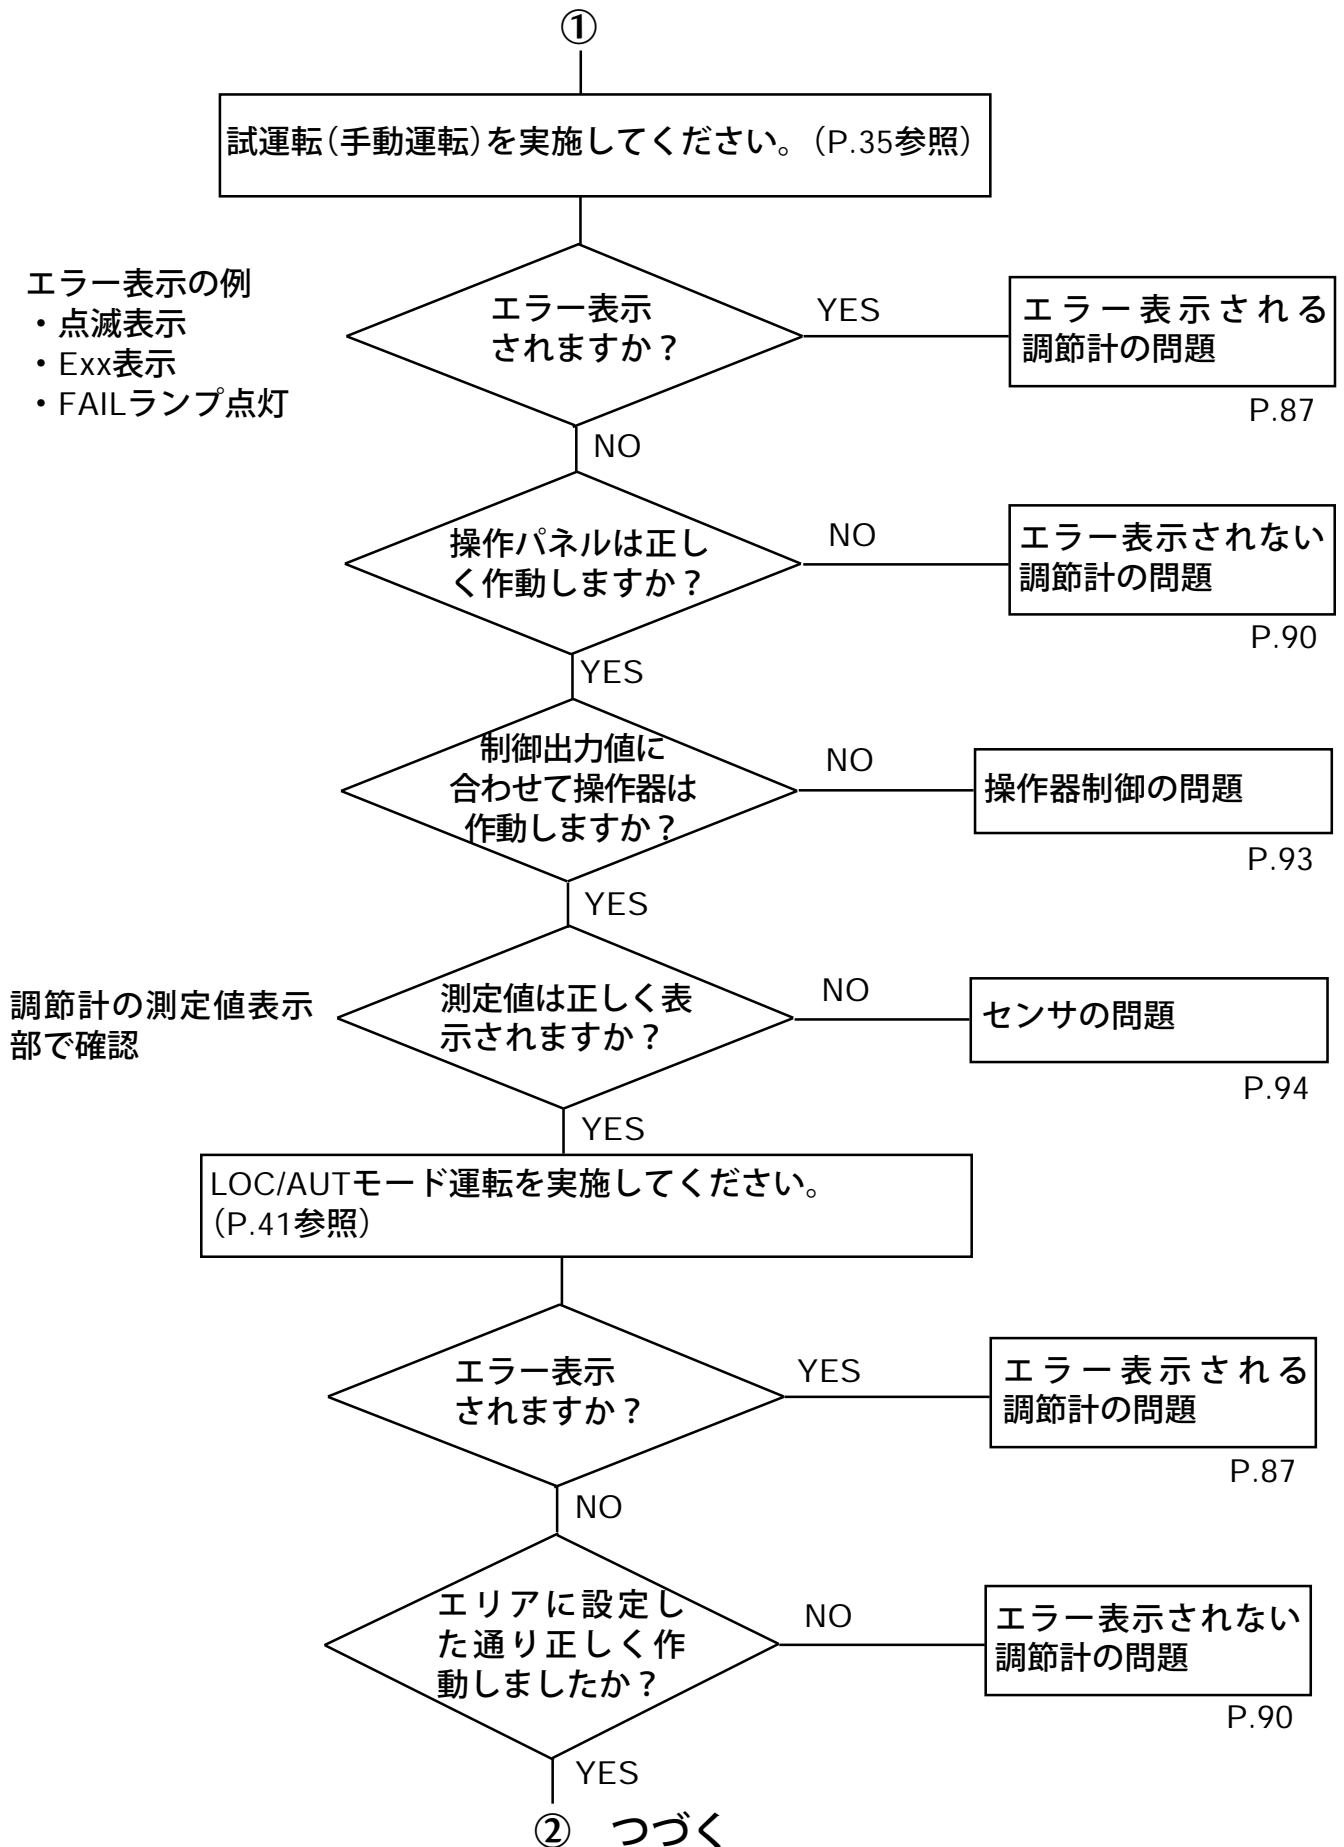 ①
試運転(手動運転)を実施してください。(P.35参照)
エラー表示の例
・点滅表示
・Exx表示
・FAILランプ点灯
エラー表示
されますか？
YES
エラー表示される
調節計の問題
P.87
NO
操作パネルは正し
く作動しますか？
NO
エラー表示されない
調節計の問題
P.90
YES
制御出力値に
合わせて操作器は
作動しますか？
NO
操作器制御の問題
P.93
YES
調節計の測定値表示
部で確認
測定値は正しく表
示されますか？
NO
センサの問題
P.94
YES
LOC/AUTモード運転を実施してください。
(P.41参照)
エラー表示
されますか？
YES
エラー表示される
調節計の問題
P.87
NO
エリアに設定し
た通り正しく作
動しましたか？
NO
エラー表示されない
調節計の問題
P.90
YES
② つづく